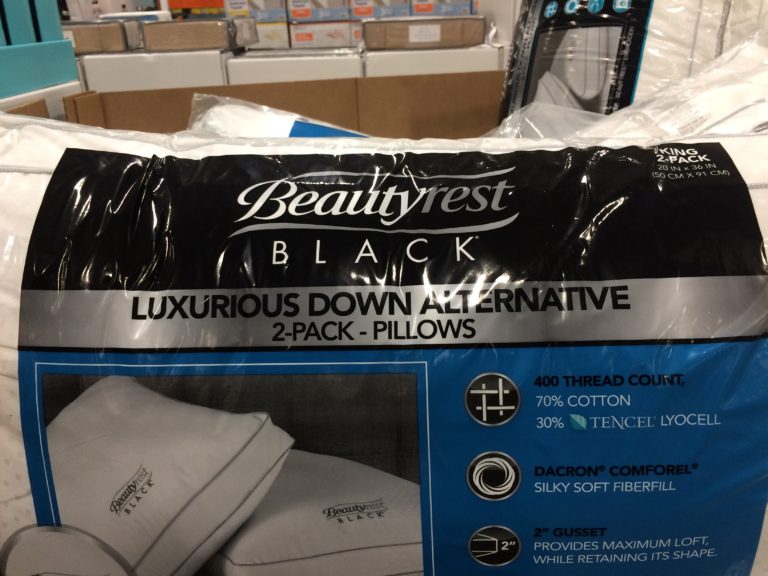 KING
2-PACK
20 IN x 36 IN
(50 CM X 91 CM)
Beautyrest®
BLACK®
LUXURIOUS DOWN ALTERNATIVE
2-PACK - PILLOWS
400 THREAD COUNT,
70% COTTON
30% TENCEL® LYOCELL
DACRON® COMFOREL®
SILKY SOFT FIBERFILL
2"
2" GUSSET
PROVIDES MAXIMUM LOFT,
WHILE RETAINING ITS SHAPE.
Beautyrest
BLACK
Beautyrest
BLACK